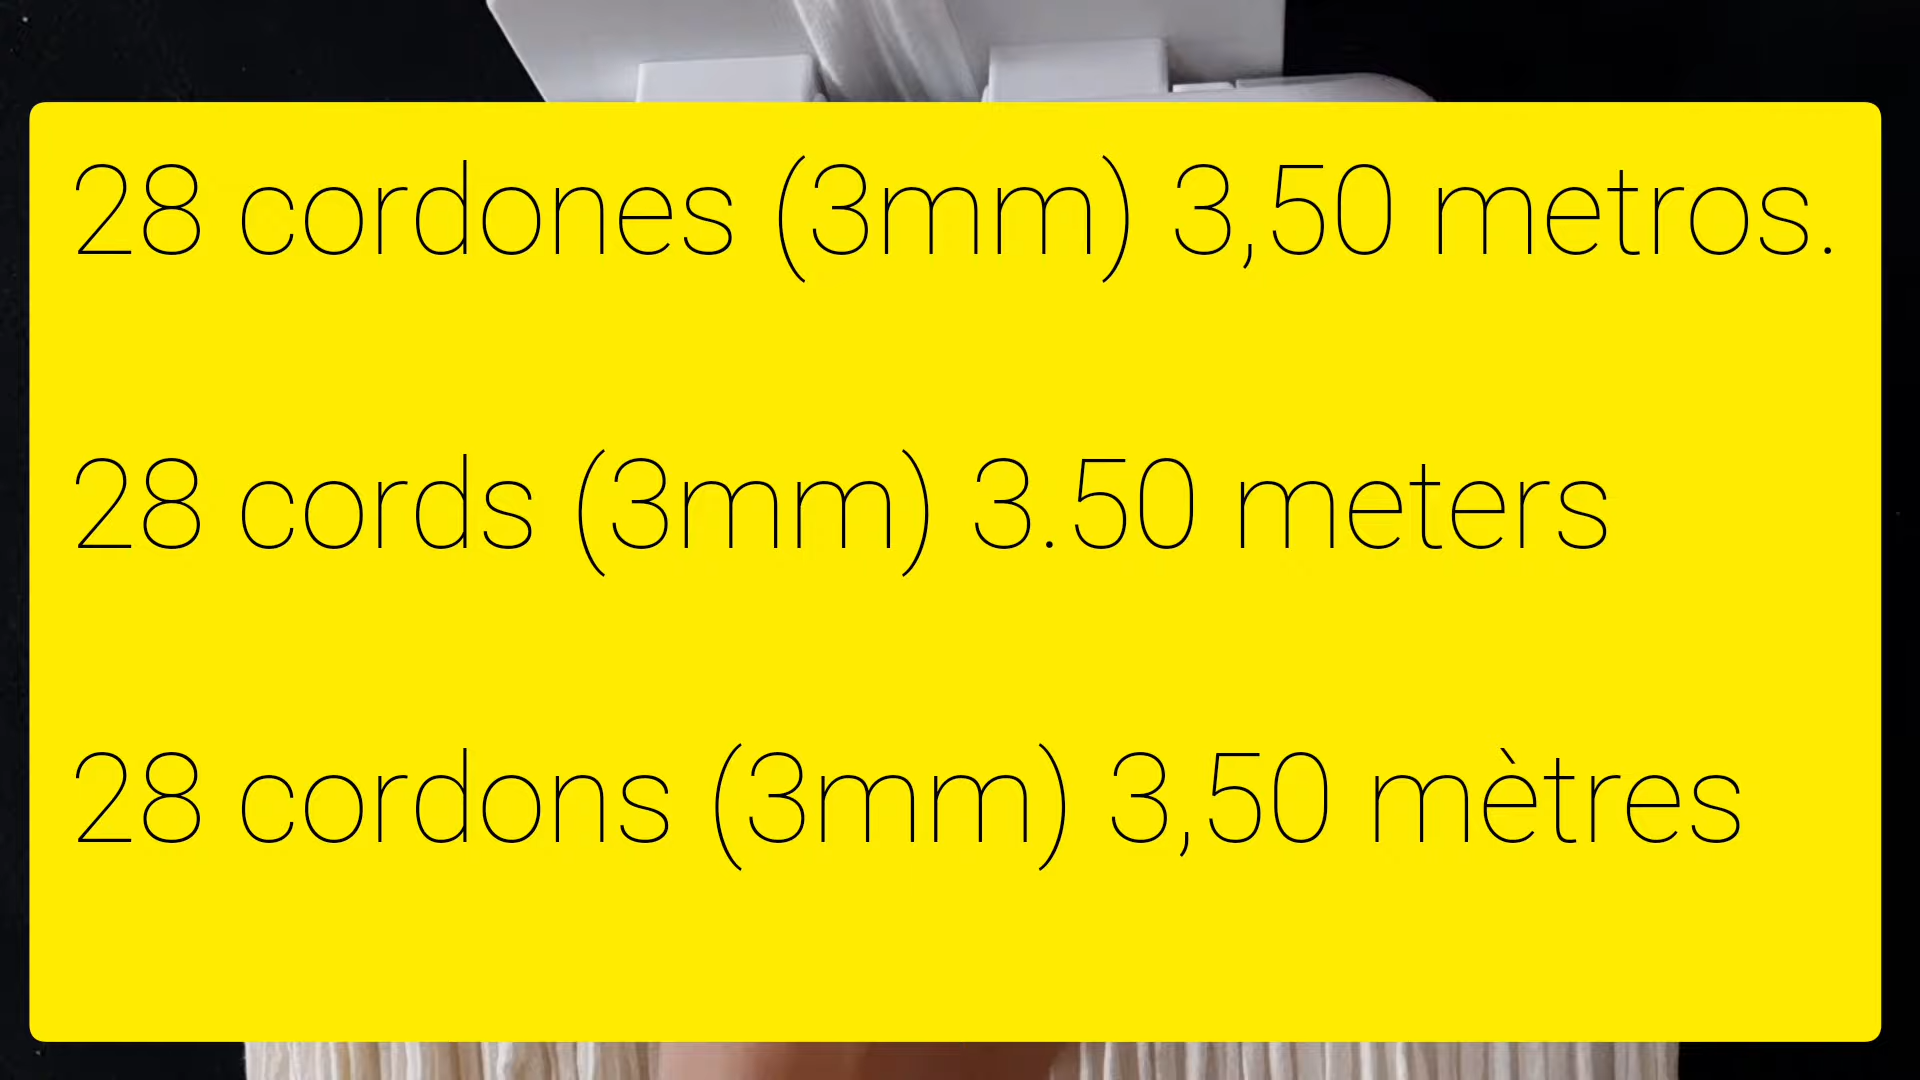 28 cordones (3mm) 3,50 metros.
28 cords (3mm) 3.50 meters
28 cordons (3mm) 3,50 mètres